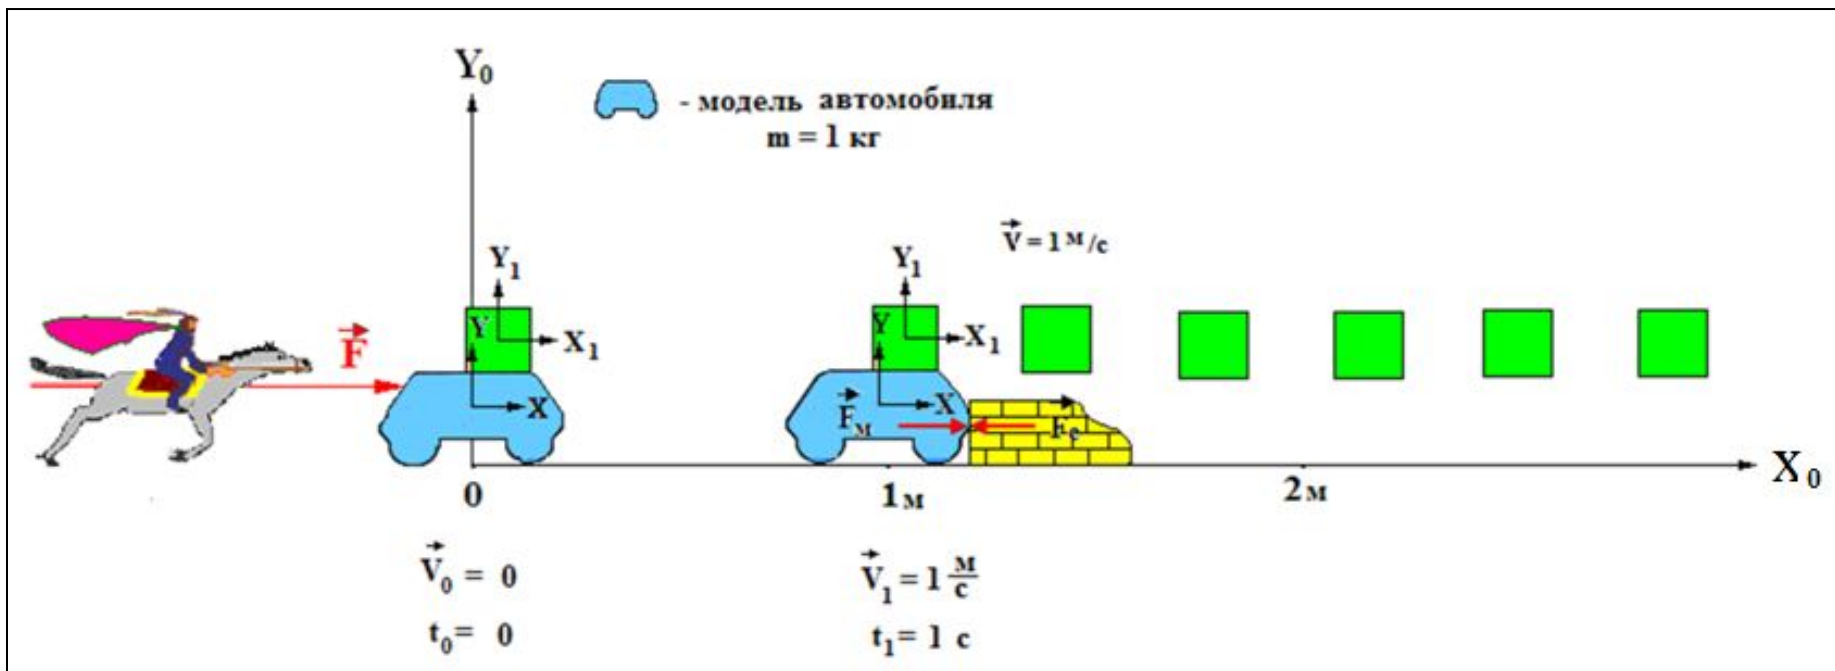 Y₀
- модель автомобиля
m = 1 кг
V = 1 м/с
Y₁
Y₁
F
Y
X₁
Y
X₁
X
Fм
X
Fс
X₀
0
1м
2м
V₀ = 0
V₁ = 1 м/с
t₀ = 0
t₁ = 1 с